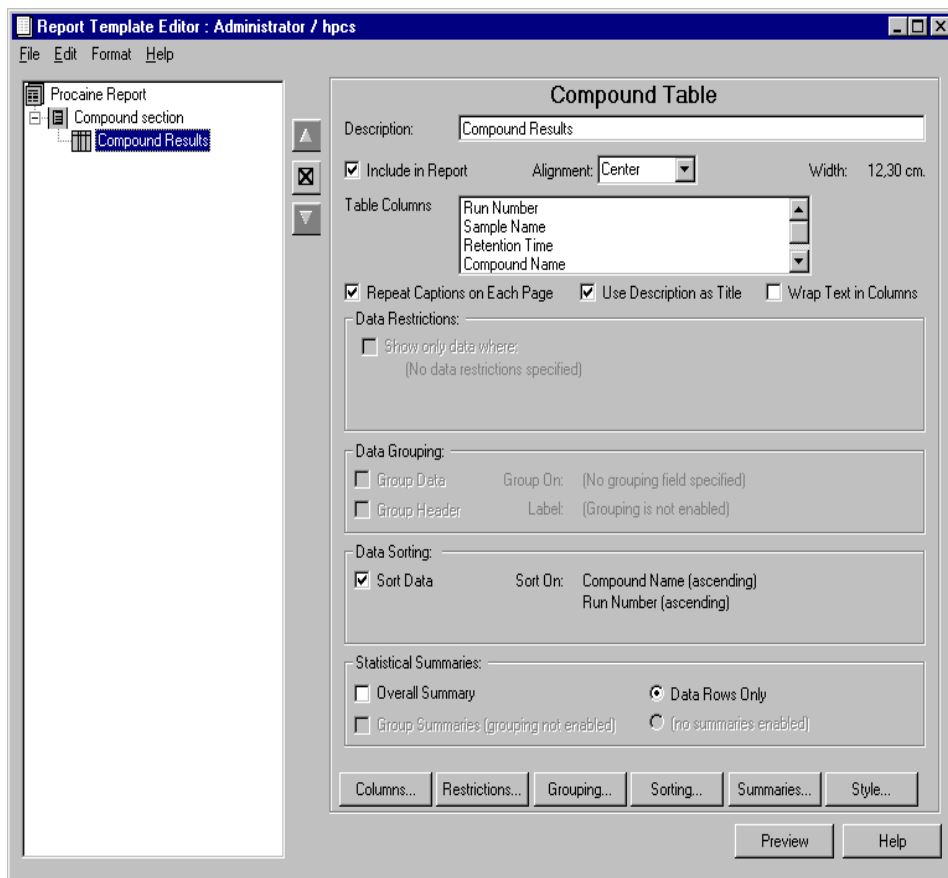 Report Template Editor : Administrator / hpcs
File Edit Format Help
Procaine Report
Compound section
Compound Results
Compound Table
Description: Compound Results
Include in Report Alignment: Center Width: 12,30 cm.
Table Columns
Run Number
Sample Name
Retention Time
Compound Name
Repeat Captions on Each Page Use Description as Title Wrap Text in Columns
Data Restrictions:
Show only data where:
(No data restrictions specified)
Data Grouping:
Group Data Group On: (No grouping field specified)
Group Header Label: (Grouping is not enabled)
Data Sorting:
Sort Data Sort On: Compound Name (ascending)
Run Number (ascending)
Statistical Summaries:
Overall Summary Data Rows Only
Group Summaries (grouping not enabled) (no summaries enabled)
Columns... Restrictions... Grouping... Sorting... Summaries... Style...
Preview Help